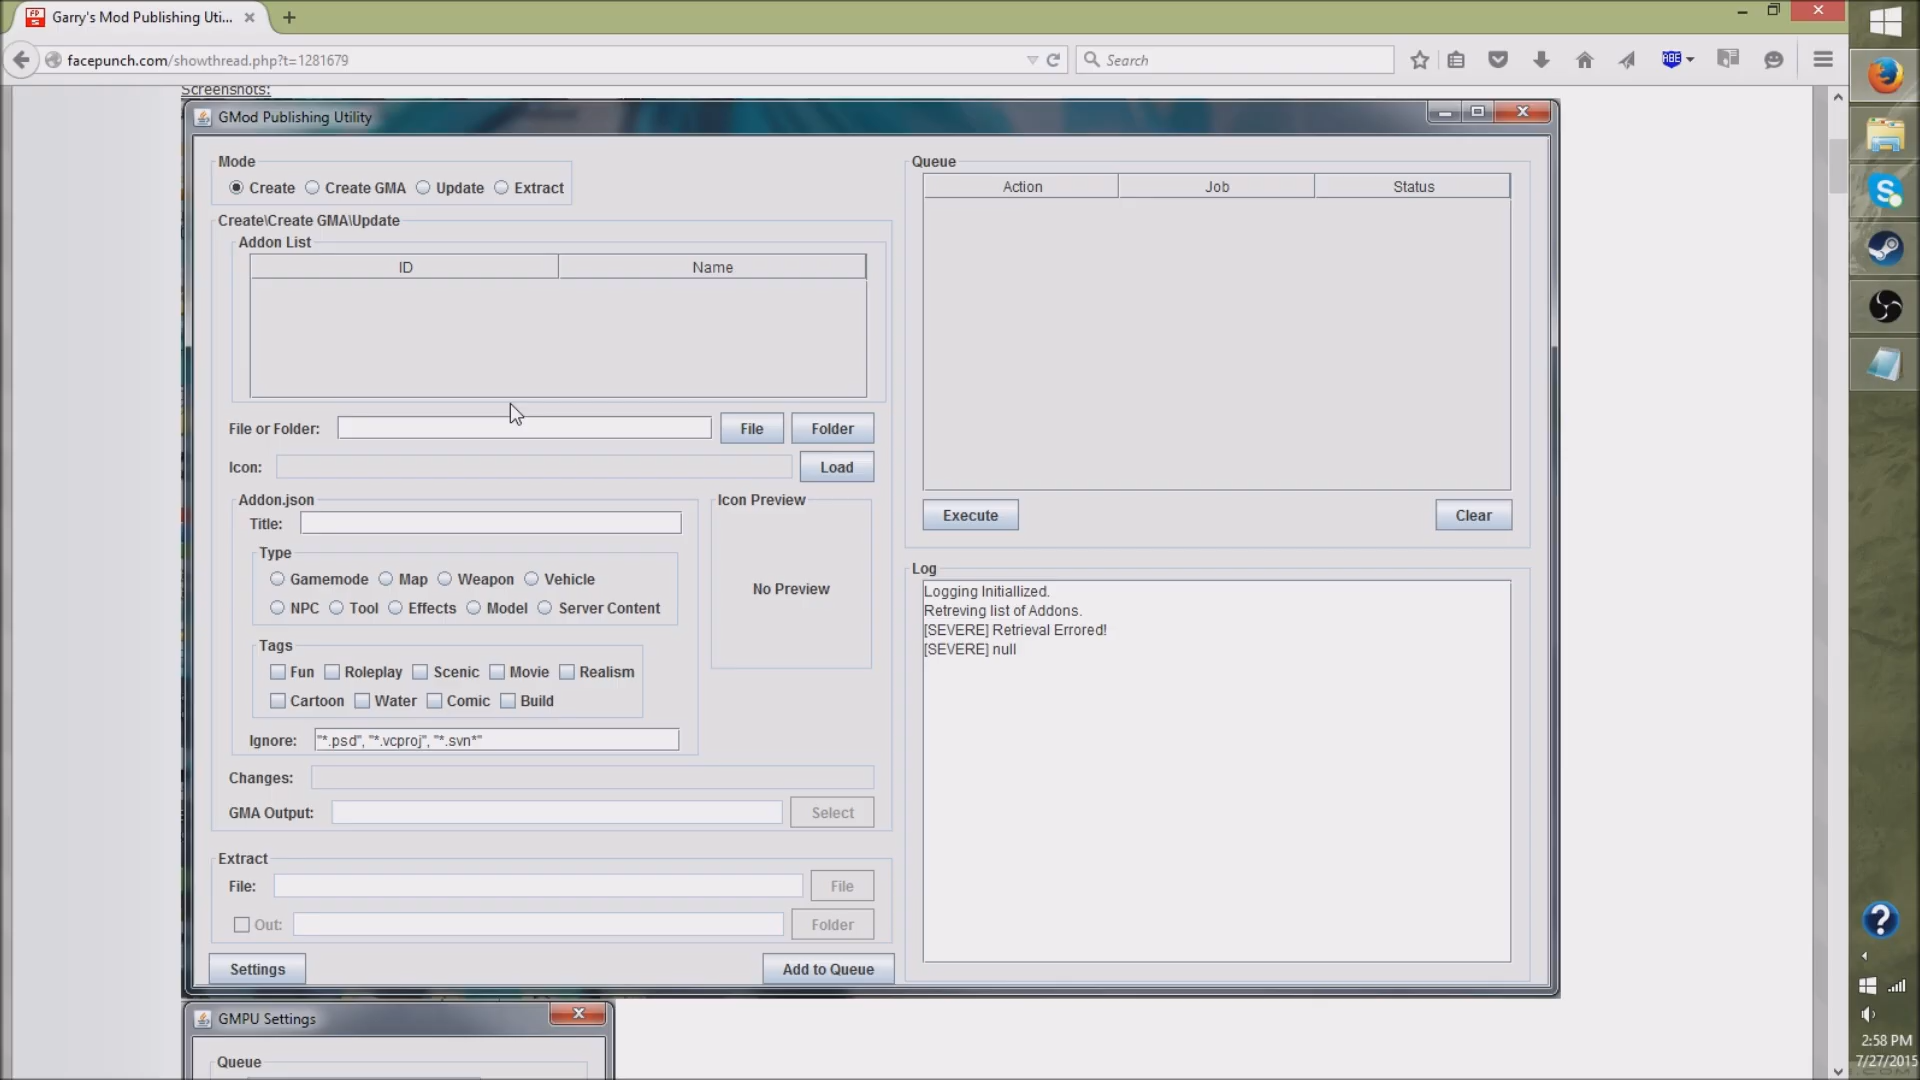 Garry's Mod Publishing Uti...
facepunch.com/showthread.php?t=1281679
Search
ABE
Screenshots:
GMod Publishing Utility
Mode
Create Create GMA Update Extract
Create\Create GMA\Update
Addon List
ID Name
File or Folder: File Folder
Icon: Load
Addon.json
Title:
Type
Gamemode Map Weapon Vehicle
NPC Tool Effects Model Server Content
Tags
Fun Roleplay Scenic Movie Realism
Cartoon Water Comic Build
Ignore: "*.psd", "*.vcproj", "*.svn*"
Icon Preview
No Preview
Changes:
GMA Output: Select
Extract
File: File
Out: Folder
Settings Add to Queue
Queue
Action Job Status
Execute Clear
Log
Logging Initiallized.
Retreving list of Addons.
[SEVERE] Retrieval Errored!
[SEVERE] null
GMPU Settings
Queue
2:58 PM
7/27/2015